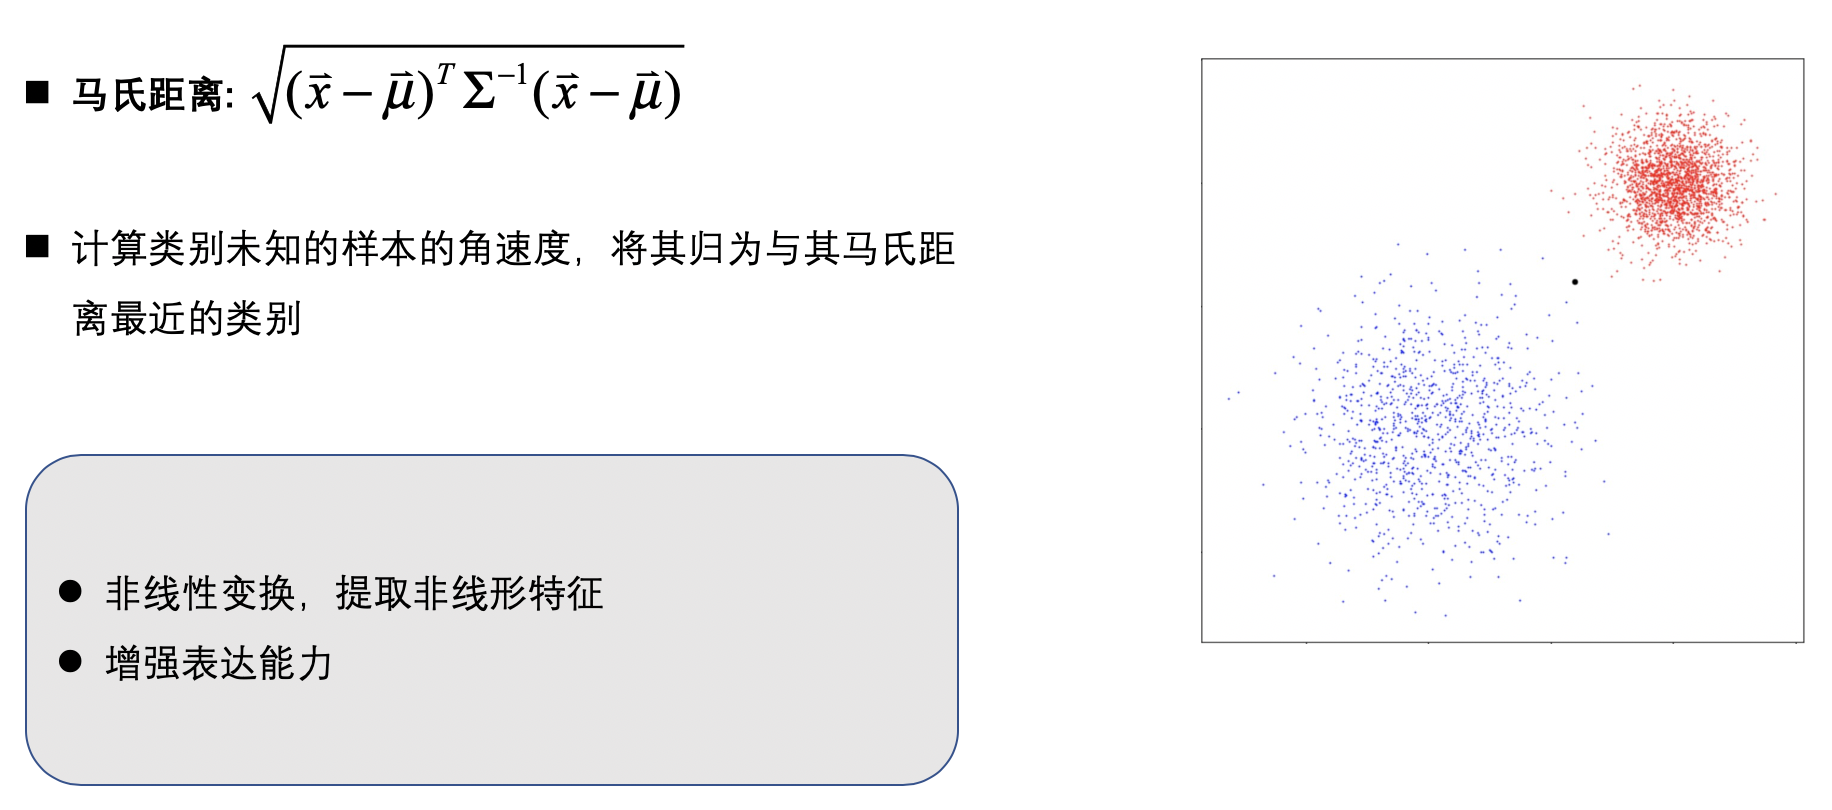 ■ 马氏距离: $\sqrt{(\vec{x}-\vec{\mu})^T \Sigma^{-1} (\vec{x}-\vec{\mu})}$
■ 计算类别未知的样本的角速度，将其归为与其马氏距
离最近的类别
● 非线性变换，提取非线形特征
● 增强表达能力